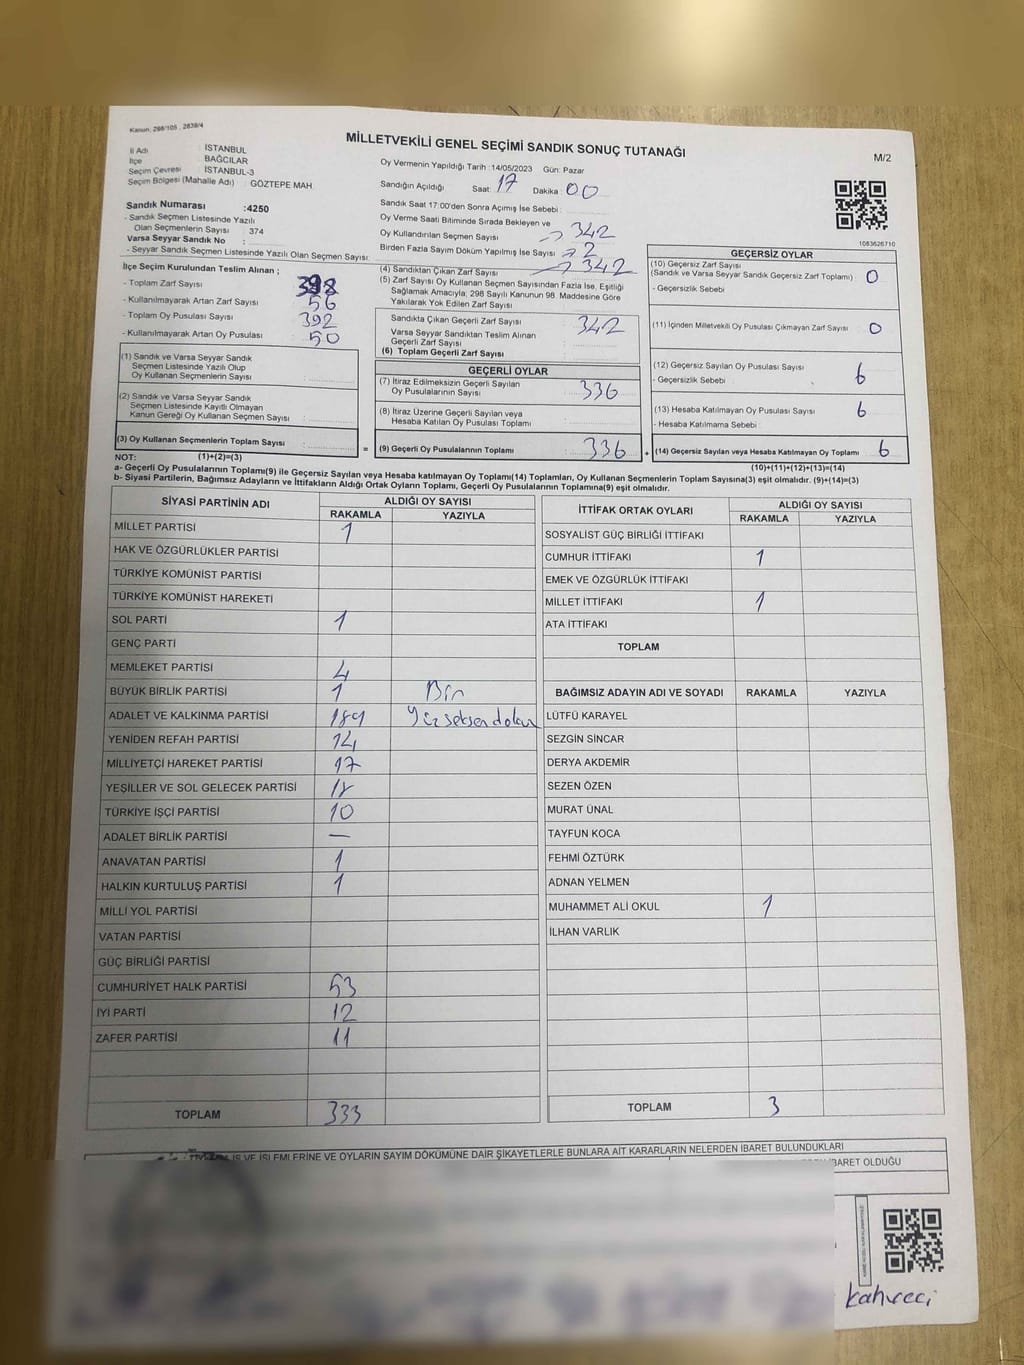 Kanun, 298/105 , 2839/4
MİLLETVEKİLİ GENEL SEÇİMİ SANDIK SONUÇ TUTANAĞI
M/2
İl Adı : İSTANBUL
İlçe : BAĞCILAR
Seçim Çevresi : İSTANBUL-3
Seçim Bölgesi (Mahalle Adı) : GÖZTEPE MAH
Oy Vermenin Yapıldığı Tarih :14/05/2023 Gün: Pazar
Sandığın Açıldığı Saat: 17 Dakika : 00
Sandık Saat 17:00'den Sonra Açımış İse Sebebi :
Oy Verme Saati Bitiminde Sırada Bekleyen ve
Oy Kullandırılan Seçmen Sayısı 342
Birden Fazla Sayım Döküm Yapılmış İse Sayısı 2
Sandık Numarası :4250
- Sandık Seçmen Listesinde Yazılı
Olan Seçmenlerin Sayısı : 374
Varsa Seyyar Sandık No :
- Seyyar Sandık Seçmen Listesinde Yazılı Olan Seçmen Sayısı:
1083626710
İlçe Seçim Kurulundan Teslim Alınan ;
- Toplam Zarf Sayısı
- Kullanılmayarak Artan Zarf Sayısı 56
- Toplam Oy Pusulası Sayısı 392
- Kullanılmayarak Artan Oy Pusulası 50
(1) Sandık ve Varsa Seyyar Sandık
Seçmen Listesinde Yazılı Olup
Oy Kullanan Seçmenlerin Sayısı :
(2) Sandık ve Varsa Seyyar Sandık
Seçmen Listesinde Kayıtlı Olmayan
Kanun Gereği Oy Kullanan Seçmen Sayısı :
(3) Oy Kullanan Seçmenlerin Toplam Sayısı :
(4) Sandıktan Çıkan Zarf Sayısı 342
(5) Zarf Sayısı Oy Kullanan Seçmen Sayısından Fazla İse, Eşitliği
Sağlamak Amacıyla, 298 Sayılı Kanunun 98. Maddesine Göre
Yakılarak Yok Edilen Zarf Sayısı
Sandıkta Çıkan Geçerli Zarf Sayısı 342
Varsa Seyyar Sandıktan Teslim Alınan
Geçerli Zarf Sayısı
(6) Toplam Geçerli Zarf Sayısı
GEÇERLİ OYLAR
(7) İtiraz Edilmeksizin Geçerli Sayılan
Oy Pusulalarının Sayısı : 336
(8) İtiraz Üzerine Geçerli Sayılan veya
Hesaba Katılan Oy Pusulası Toplamı :
= (9) Geçerli Oy Pusulalarının Toplamı : 336
GEÇERSİZ OYLAR
(10) Geçersiz Zarf Sayısı
(Sandık ve Varsa Seyyar Sandık Geçersiz Zarf Toplamı) : 0
- Geçersizlik Sebebi
(11) İçinden Milletvekili Oy Pusulası Çıkmayan Zarf Sayısı : 0
(12) Geçersiz Sayılan Oy Pusulası Sayısı : 6
- Geçersizlik Sebebi :
(13) Hesaba Katılmayan Oy Pusulası Sayısı : 6
- Hesaba Katılmama Sebebi :
+ (14) Geçersiz Sayılan veya Hesaba Katılmayan Oy Toplamı : 6
NOT: (1)+(2)=(3)
(10)+(11)+(12)+(13)=(14)
a- Geçerli Oy Pusulalarının Toplamı(9) ile Geçersiz Sayılan veya Hesaba katılmayan Oy Toplamı(14) Toplamları, Oy Kullanan Seçmenlerin Toplam Sayısına(3) eşit olmalıdır. (9)+(14)=(3)
b- Siyasi Partilerin, Bağımsız Adayların ve İttifakların Aldığı Ortak Oyların Toplamı, Geçerli Oy Pusulalarının Toplamına(9) eşit olmalıdır.
SİYASİ PARTİNİN ADI ALDIĞI OY SAYISI
RAKAMLA YAZIYLA
MİLLET PARTİSİ 1
HAK VE ÖZGÜRLÜKLER PARTİSİ
TÜRKİYE KOMÜNİST PARTİSİ
TÜRKİYE KOMÜNİST HAREKETİ
SOL PARTİ 1
GENÇ PARTİ
MEMLEKET PARTİSİ 4
BÜYÜK BİRLİK PARTİSİ 1 Bir
ADALET VE KALKINMA PARTİSİ 189 Yüzseksendokuz
YENİDEN REFAH PARTİSİ 14
MİLLİYETÇİ HAREKET PARTİSİ 17
YEŞİLLER VE SOL GELECEK PARTİSİ 18
TÜRKİYE İŞÇİ PARTİSİ 10
ADALET BİRLİK PARTİSİ —
ANAVATAN PARTİSİ 1
HALKIN KURTULUŞ PARTİSİ 1
MİLLİ YOL PARTİSİ
VATAN PARTİSİ
GÜÇ BİRLİĞİ PARTİSİ
CUMHURİYET HALK PARTİSİ 53
İYİ PARTİ 12
ZAFER PARTİSİ 11
TOPLAM 333
İTTİFAK ORTAK OYLARI ALDIĞI OY SAYISI
RAKAMLA YAZIYLA
SOSYALİST GÜÇ BİRLİĞİ İTTİFAKI
CUMHUR İTTİFAKI 1
EMEK VE ÖZGÜRLÜK İTTİFAKI
MİLLET İTTİFAKI 1
ATA İTTİFAKI
TOPLAM
BAĞIMSIZ ADAYIN ADI VE SOYADI RAKAMLA YAZIYLA
LÜTFÜ KARAYEL
SEZGİN SİNCAR
DERYA AKDEMİR
SEZEN ÖZEN
MURAT ÜNAL
TAYFUN KOCA
FEHMİ ÖZTÜRK
ADNAN YELMEN
MUHAMMET ALİ OKUL 1
İLHAN VARLIK
TOPLAM 3
İŞ VE İŞLEMLERİNE VE OYLARIN SAYIM DÖKÜMÜNE DAİR ŞİKAYETLERLE BUNLARA AİT KARARLARIN NELERDEN İBARET BULUNDUKLARI
İBARET OLDUĞU
kahveci